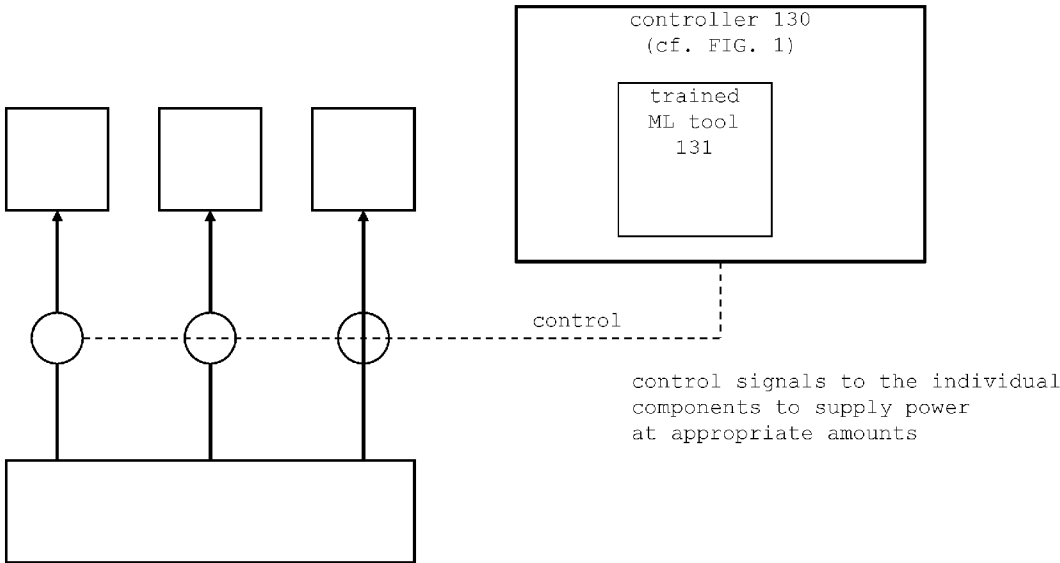 controller 130
(cf. FIG. 1)
trained
ML tool
131
control
control signals to the individual
components to supply power
at appropriate amounts